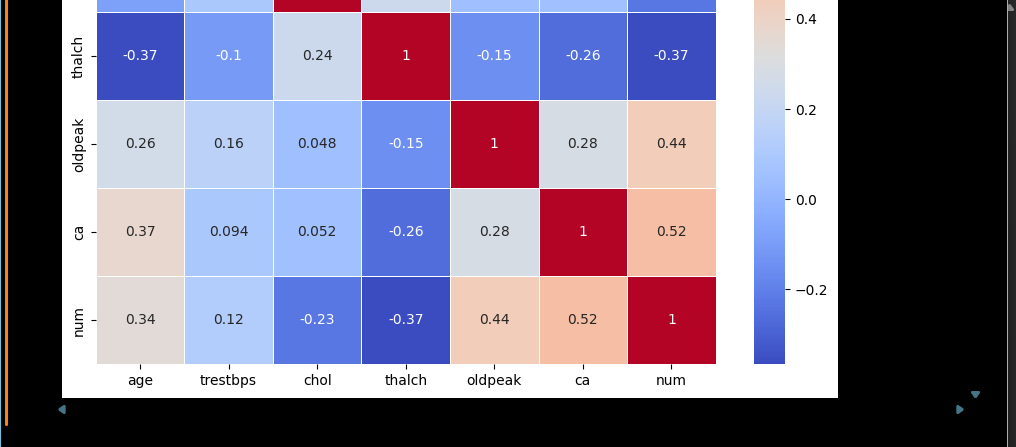 0.4
thalch -0.37 -0.1 0.24 1 -0.15 -0.26 -0.37
0.2
oldpeak 0.26 0.16 0.048 -0.15 1 0.28 0.44
0.0
ca 0.37 0.094 0.052 -0.26 0.28 1 0.52
−0.2
num 0.34 0.12 -0.23 -0.37 0.44 0.52 1
age trestbps chol thalch oldpeak ca num